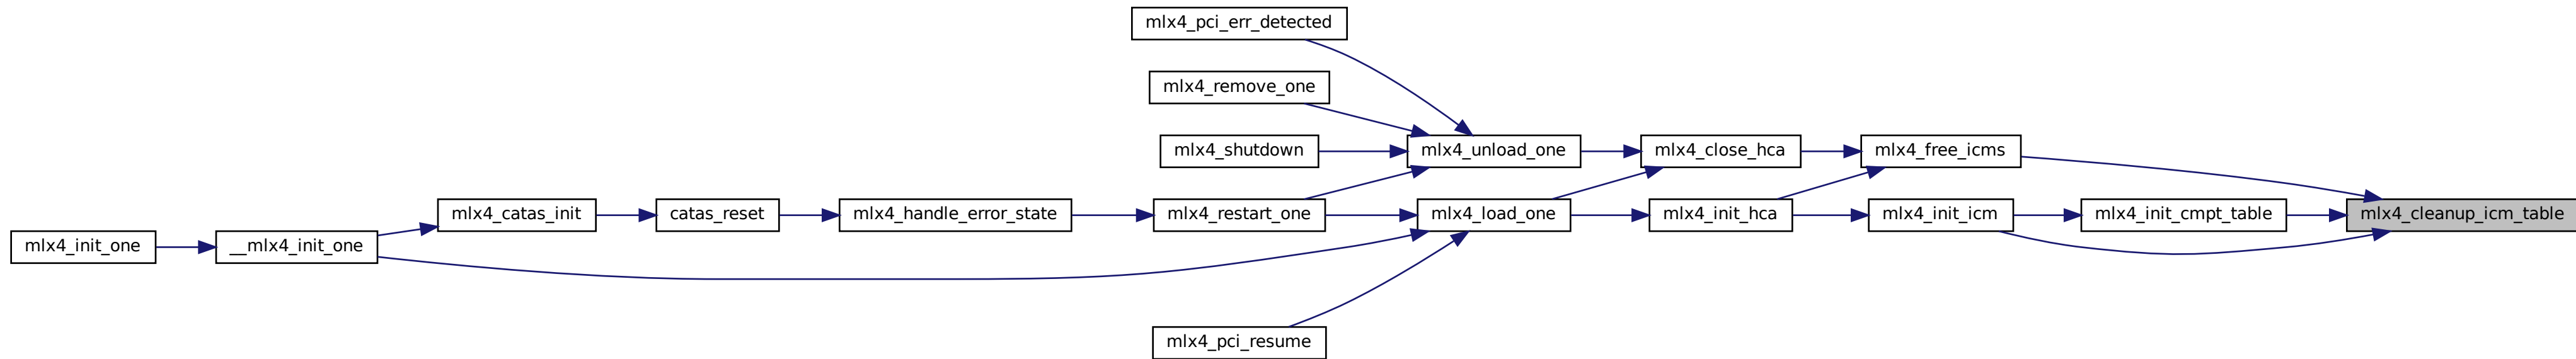 mlx4_pci_err_detected
mlx4_remove_one
mlx4_shutdown
mlx4_unload_one
mlx4_close_hca
mlx4_free_icms
mlx4_catas_init
catas_reset
mlx4_handle_error_state
mlx4_restart_one
mlx4_load_one
mlx4_init_hca
mlx4_init_icm
mlx4_init_cmpt_table
mlx4_cleanup_icm_table
mlx4_init_one
__mlx4_init_one
mlx4_pci_resume